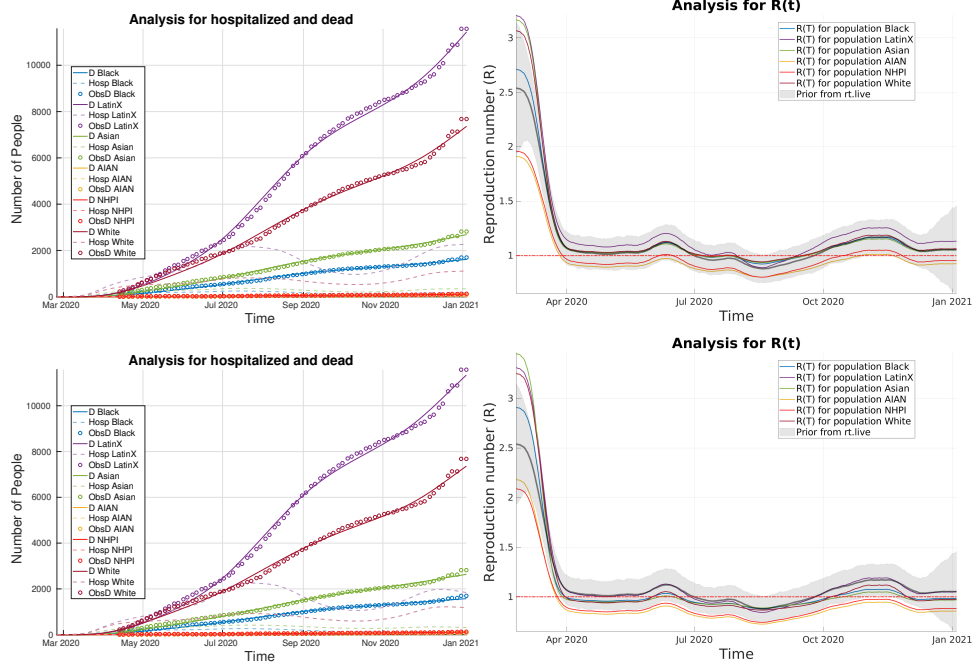 Analysis for hospitalized and dead
Number of People
10000
8000
6000
4000
2000
0
D Black
Hosp Black
ObsD Black
D LatinX
Hosp LatinX
ObsD LatinX
D Asian
Hosp Asian
ObsD Asian
D AIAN
Hosp AIAN
ObsD AIAN
D NHPI
Hosp NHPI
ObsD NHPI
D White
Hosp White
ObsD White
Mar 2020 May 2020 Jul 2020 Sep 2020 Nov 2020 Jan 2021
Time
Analysis for R(t)
Reproduction number (R)
3
2.5
2
1.5
1
R(T) for population Black
R(T) for population LatinX
R(T) for population Asian
R(T) for population AIAN
R(T) for population NHPI
R(T) for population White
Prior from rt.live
Apr 2020 Jul 2020 Oct 2020 Jan 2021
Time
Analysis for hospitalized and dead
Number of People
10000
8000
6000
4000
2000
0
D Black
Hosp Black
ObsD Black
D LatinX
Hosp LatinX
ObsD LatinX
D Asian
Hosp Asian
ObsD Asian
D AIAN
Hosp AIAN
ObsD AIAN
D NHPI
Hosp NHPI
ObsD NHPI
D White
Hosp White
ObsD White
Mar 2020 May 2020 Jul 2020 Sep 2020 Nov 2020 Jan 2021
Time
Analysis for R(t)
Reproduction number (R)
3
2.5
2
1.5
1
R(T) for population Black
R(T) for population LatinX
R(T) for population Asian
R(T) for population AIAN
R(T) for population NHPI
R(T) for population White
Prior from rt.live
Apr 2020 Jul 2020 Oct 2020 Jan 2021
Time